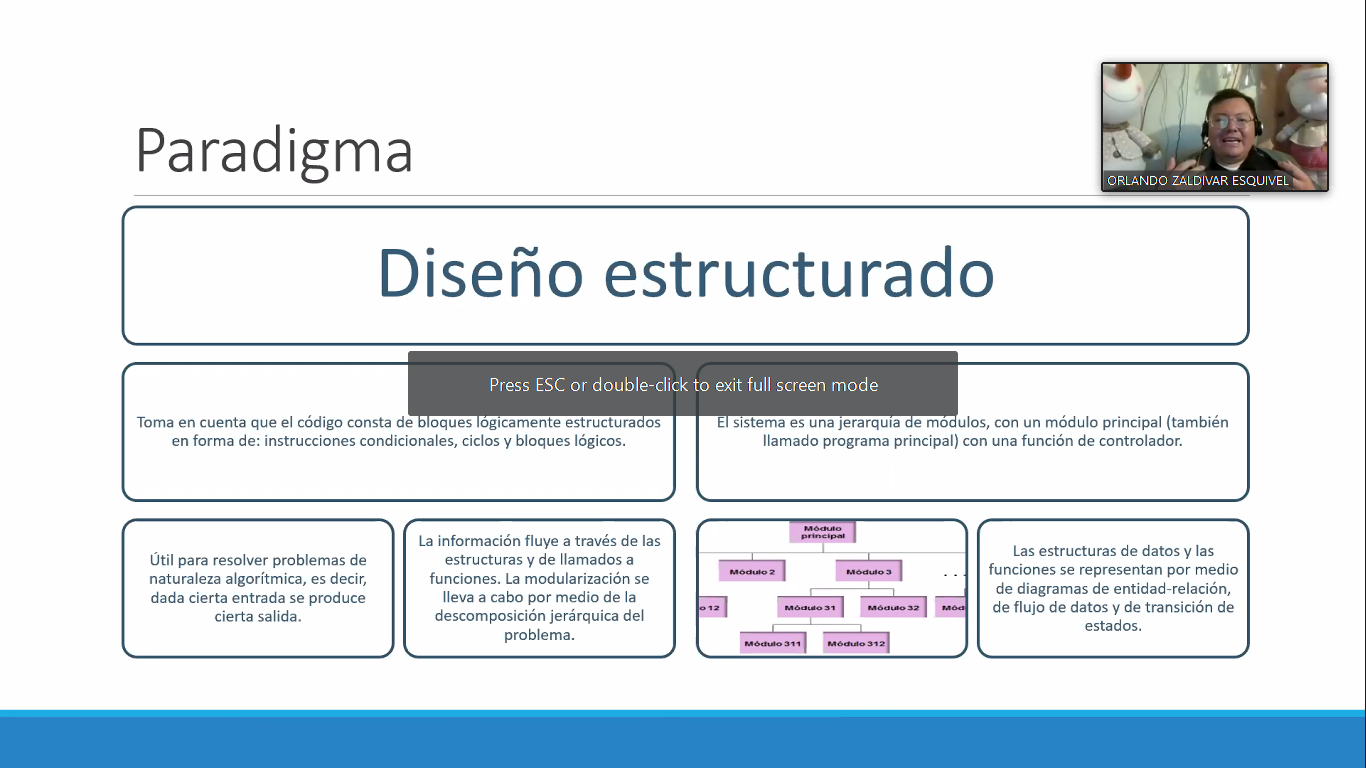 Paradigma
ORLANDO ZALDIVAR ESQUIVEL
Diseño estructurado
Press ESC or double-click to exit full screen mode
Toma en cuenta que el código consta de bloques lógicamente estructurados
en forma de: instrucciones condicionales, ciclos y bloques lógicos.
El sistema es una jerarquía de módulos, con un módulo principal (también
llamado programa principal) con una función de controlador.
Útil para resolver problemas de
naturaleza algorítmica, es decir,
dada cierta entrada se produce
cierta salida.
La información fluye a través de las
estructuras y de llamados a
funciones. La modularización se
lleva a cabo por medio de la
descomposición jerárquica del
problema.
Módulo
principal
Módulo 2
Módulo 3
. . .
o 12
Módulo 31
Módulo 32
Mód
Módulo 311
Módulo 312
Las estructuras de datos y las
funciones se representan por medio
de diagramas de entidad-relación,
de flujo de datos y de transición de
estados.